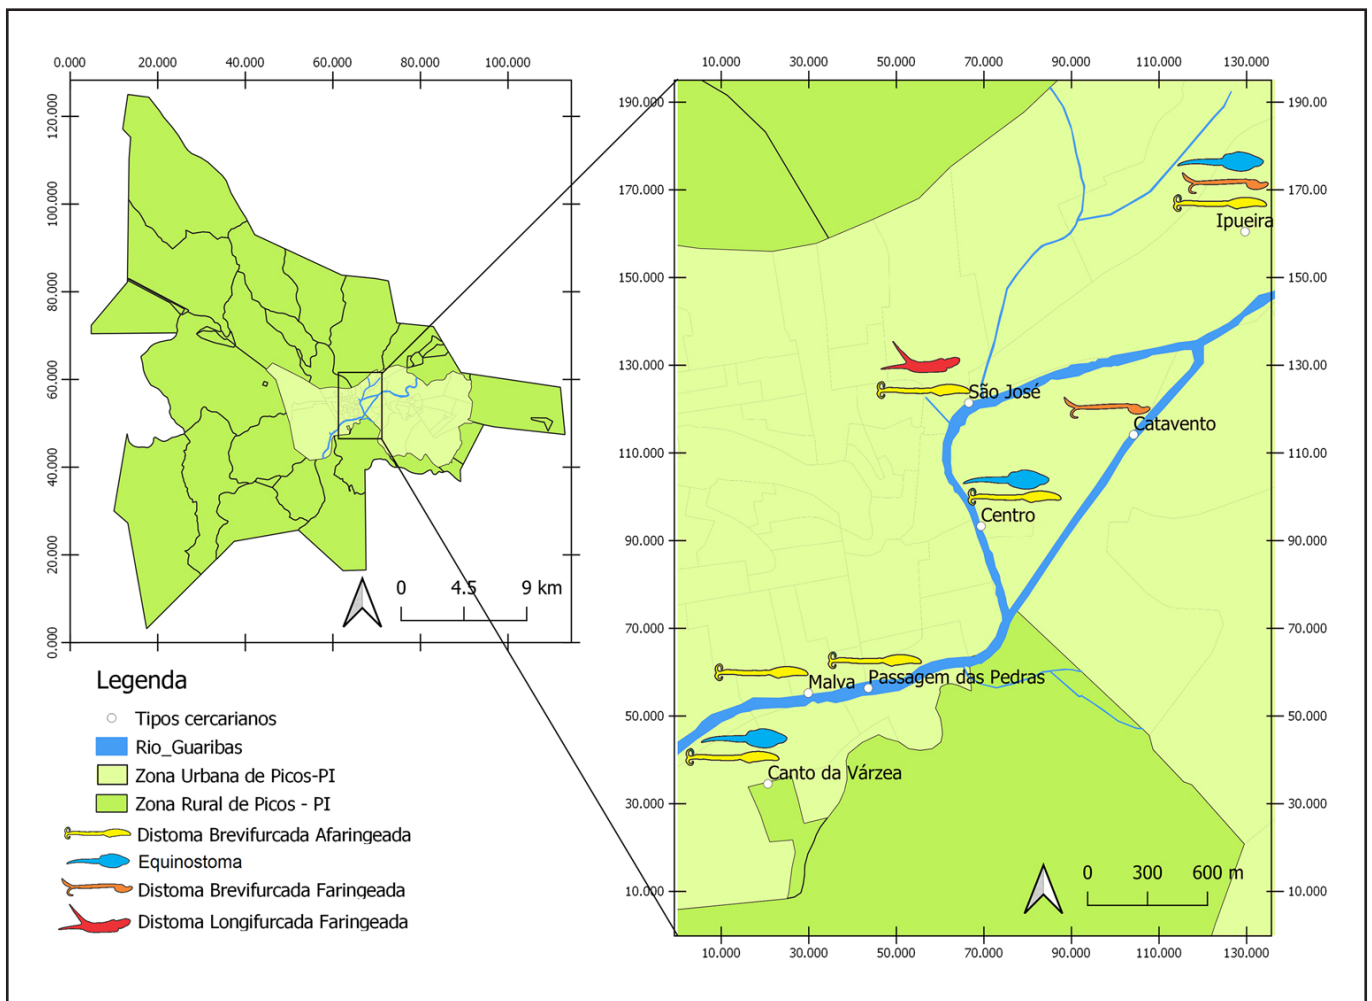 0.000 20.000 40.000 60.000 80.000 100.000
120.000
100.000
80.000
60.000
40.000
20.000
0.000
0 4.5 9 km
Legenda
Tipos cercarianos
Rio_Guaribas
Zona Urbana de Picos-PI
Zona Rural de Picos - PI
Distoma Brevifurcada Afaringeada
Equinostoma
Distoma Brevifurcada Faringeada
Distoma Longifurcada Faringeada
10.000 30.000 50.000 70.000 90.000 110.000 130.000
190.000 190.00
170.000 170.00
Ipueira
150.000 150.00
130.000 130.00
São José
Catavento
110.000 110.00
Centro
90.000 90.000
70.000 70.000
Malva Passagem das Pedras
50.000 50.000
Canto da Várzea
30.000 30.000
0 300 600 m
10.000 10.000
10.000 30.000 50.000 70.000 90.000 110.000 130.000